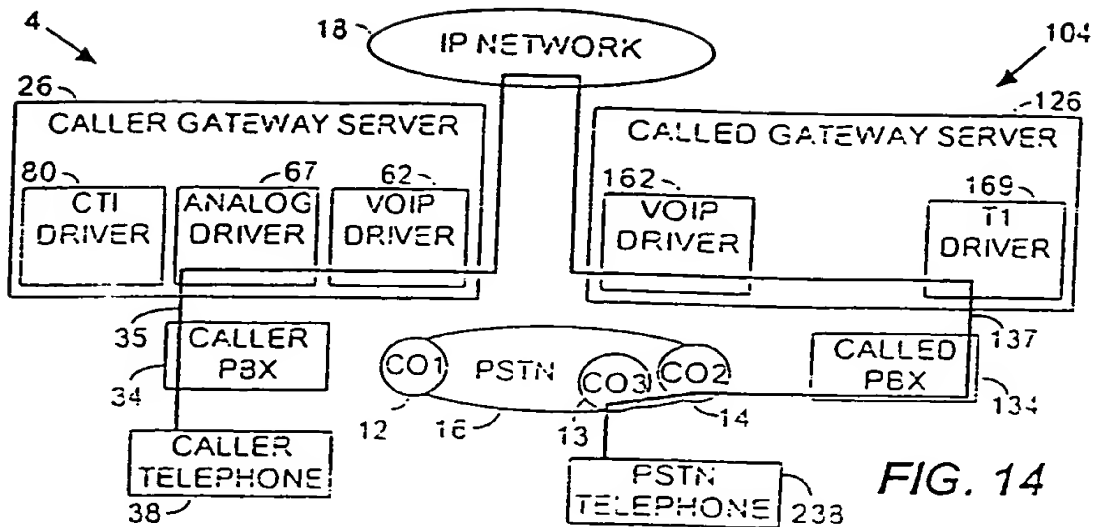 4
18
IP NETWORK
104
26
CALLER GATEWAY SERVER
126
CALLED GATEWAY SERVER
80
CTI
DRIVER
67
ANALOG
DRIVER
62
VOIP
DRIVER
162
VOIP
DRIVER
169
T1
DRIVER
35
CALLER
PBX
34
CO1
PSTN
CO3
CO2
12
16
13
14
137
CALLED
PBX
134
CALLER
TELEPHONE
38
PSTN
TELEPHONE
238
FIG. 14